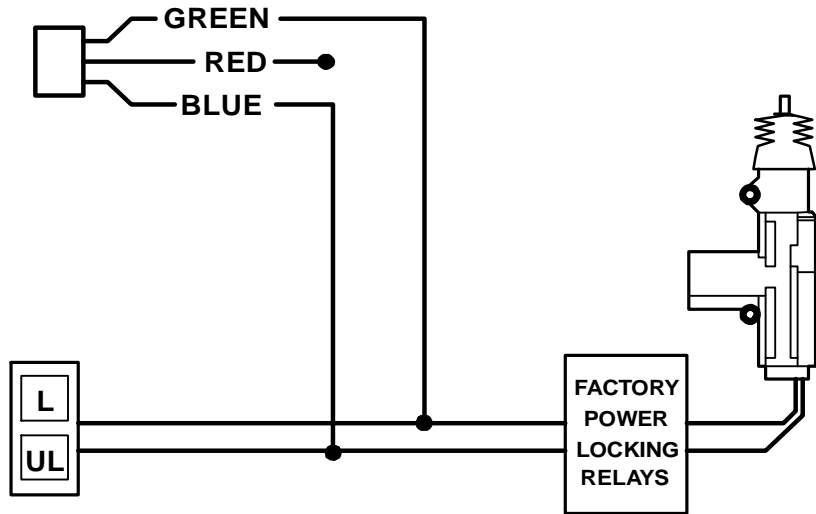 GREEN
RED
BLUE
L
UL
FACTORY
POWER
LOCKING
RELAYS